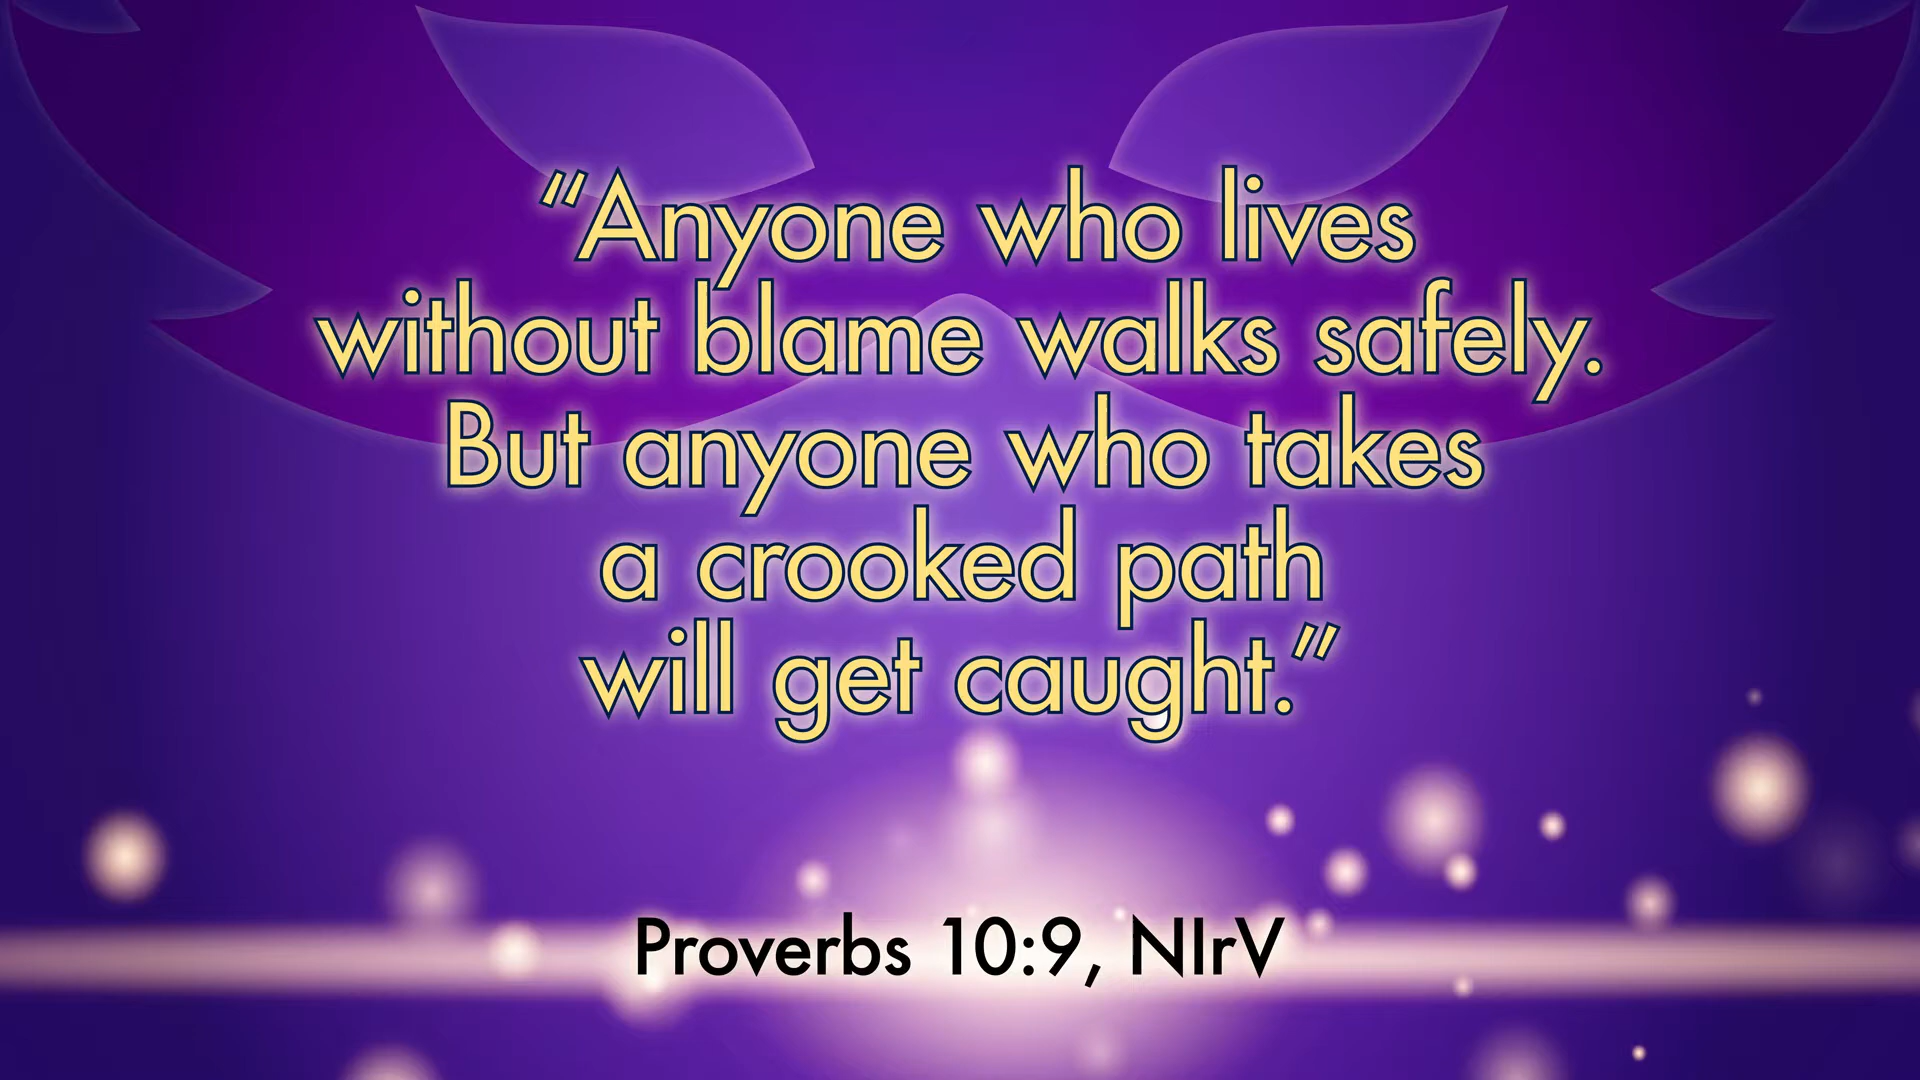 “Anyone who lives
without blame walks safely.
But anyone who takes
a crooked path
will get caught.”
Proverbs 10:9, NIrV